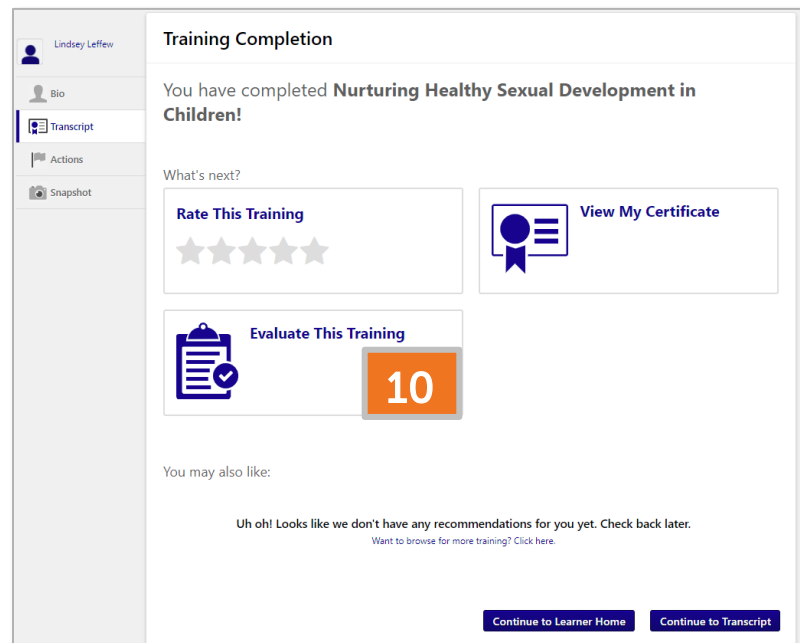 Lindsey Leffew
Bio
Transcript
Actions
Snapshot
Training Completion
You have completed Nurturing Healthy Sexual Development in
Children!
What's next?
Rate This Training
View My Certificate
Evaluate This Training
10
You may also like:
Uh oh! Looks like we don't have any recommendations for you yet. Check back later.
Want to browse for more training? Click here.
Continue to Learner Home
Continue to Transcript